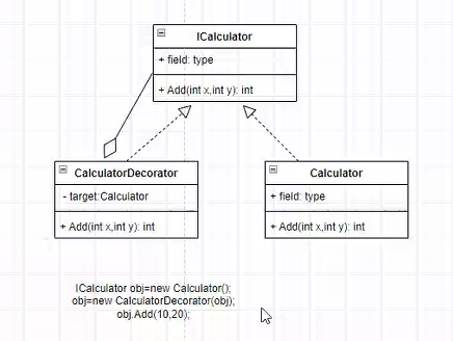 ICalculator
+ field: type
+ Add(int x,int y): int
CalculatorDecorator
- target:Calculator
+ Add(int x,int y): int
Calculator
+ field: type
+ Add(int x,int y): int
ICalculator obj=new Calculator();
obj=new CalculatorDecorator(obj);
obj.Add(10,20);